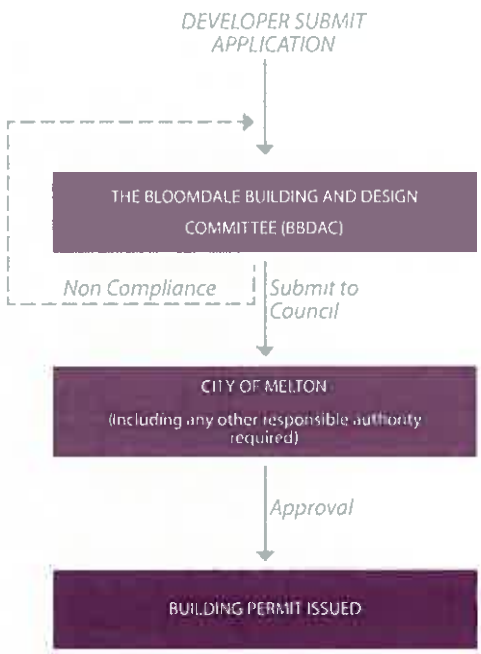 DEVELOPER SUBMIT
APPLICATION
THE BLOOMDALE BUILDING AND DESIGN
COMMITTEE (BBDAC)
Non Compliance
Submit to
Council
CITY OF MELTON
(Including any other responsible authority
required)
Approval
BUILDING PERMIT ISSUED